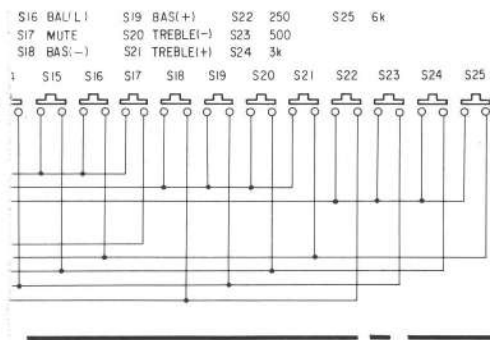 S16 BAL(L) S19 BAS(+) S22 250 S25 6k
S17 MUTE S20 TREBLE(-) S23 500
S18 BAS(-) S21 TREBLE(+) S24 3k
S15 S16 S17 S18 S19 S20 S21 S22 S23 S24 S25